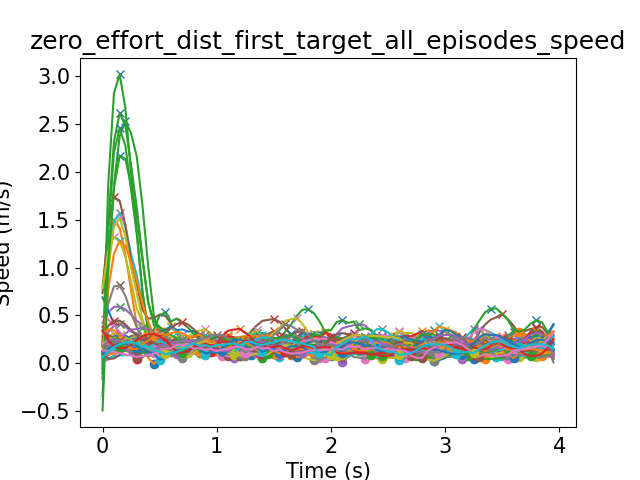 zero_effort_dist_first_target_all_episodes_speed
Speed (m/s)
3.0
2.5
2.0
1.5
1.0
0.5
0.0
−0.5
0 1 2 3 4
Time (s)